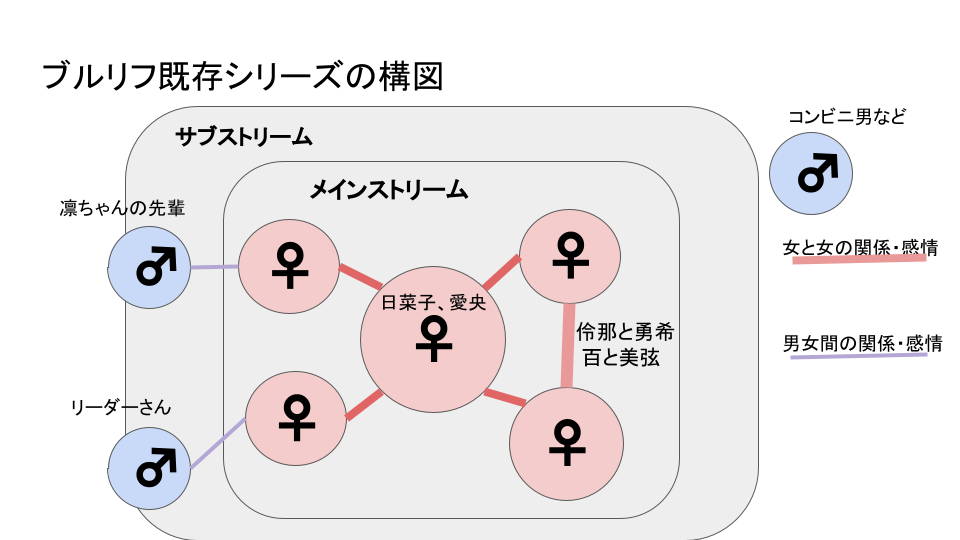 ブルリフ既存シリーズの構図
サブストリーム
コンビニ男など
メインストリーム
凛ちゃんの先輩
女と女の関係・感情
日菜子、愛央
伶那と勇希
百と美弦
男女間の関係・感情
リーダーさん